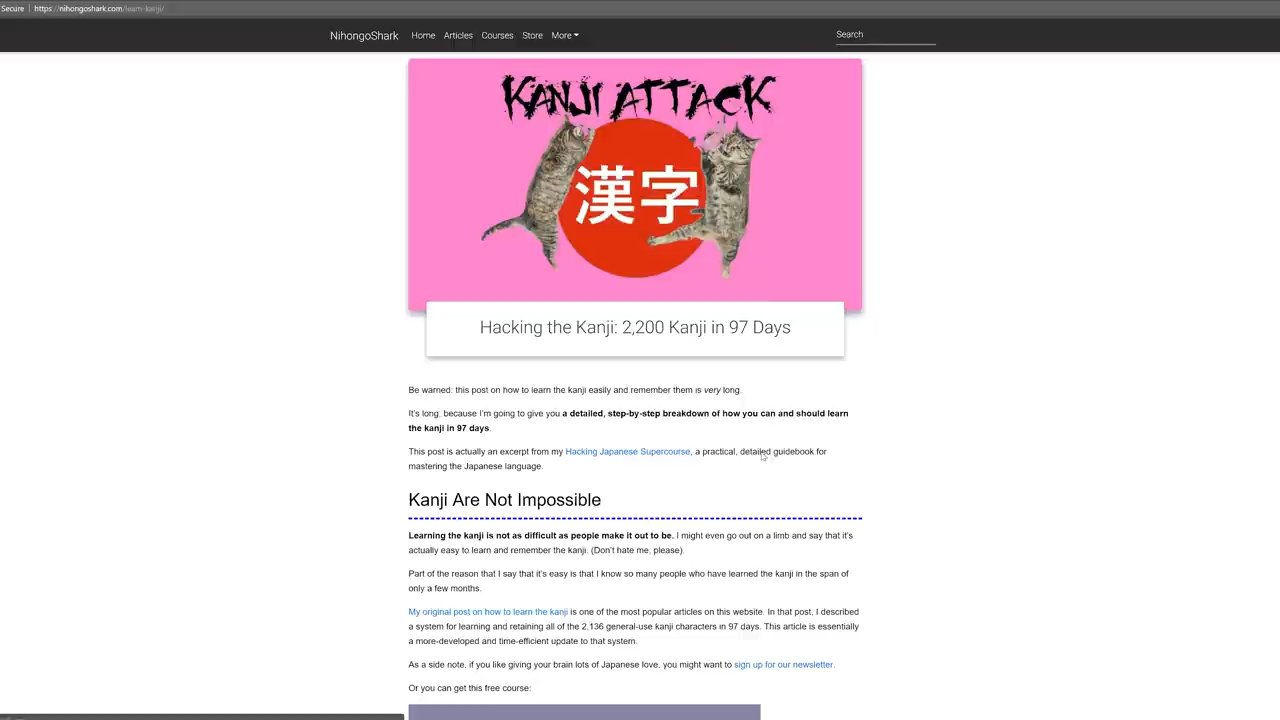 Secure | https://nihongoshark.com/learn-kanji/
NihongoShark Home Articles Courses Store More Search
KANJI ATTACK
漢字
Hacking the Kanji: 2,200 Kanji in 97 Days
Be warned: this post on how to learn the kanji easily and remember them is very long.
It's long, because I'm going to give you a detailed, step-by-step breakdown of how you can and should learn
the kanji in 97 days.
This post is actually an excerpt from my Hacking Japanese Supercourse, a practical, detailed guidebook for
mastering the Japanese language.
Kanji Are Not Impossible
Learning the kanji is not as difficult as people make it out to be. I might even go out on a limb and say that it's
actually easy to learn and remember the kanji. (Don't hate me, please).
Part of the reason that I say that it's easy is that I know so many people who have learned the kanji in the span of
only a few months.
My original post on how to learn the kanji is one of the most popular articles on this website. In that post, I described
a system for learning and retaining all of the 2,136 general-use kanji characters in 97 days. This article is essentially
a more-developed and time-efficient update to that system.
As a side note, if you like giving your brain lots of Japanese love, you might want to sign up for our newsletter.
Or you can get this free course: